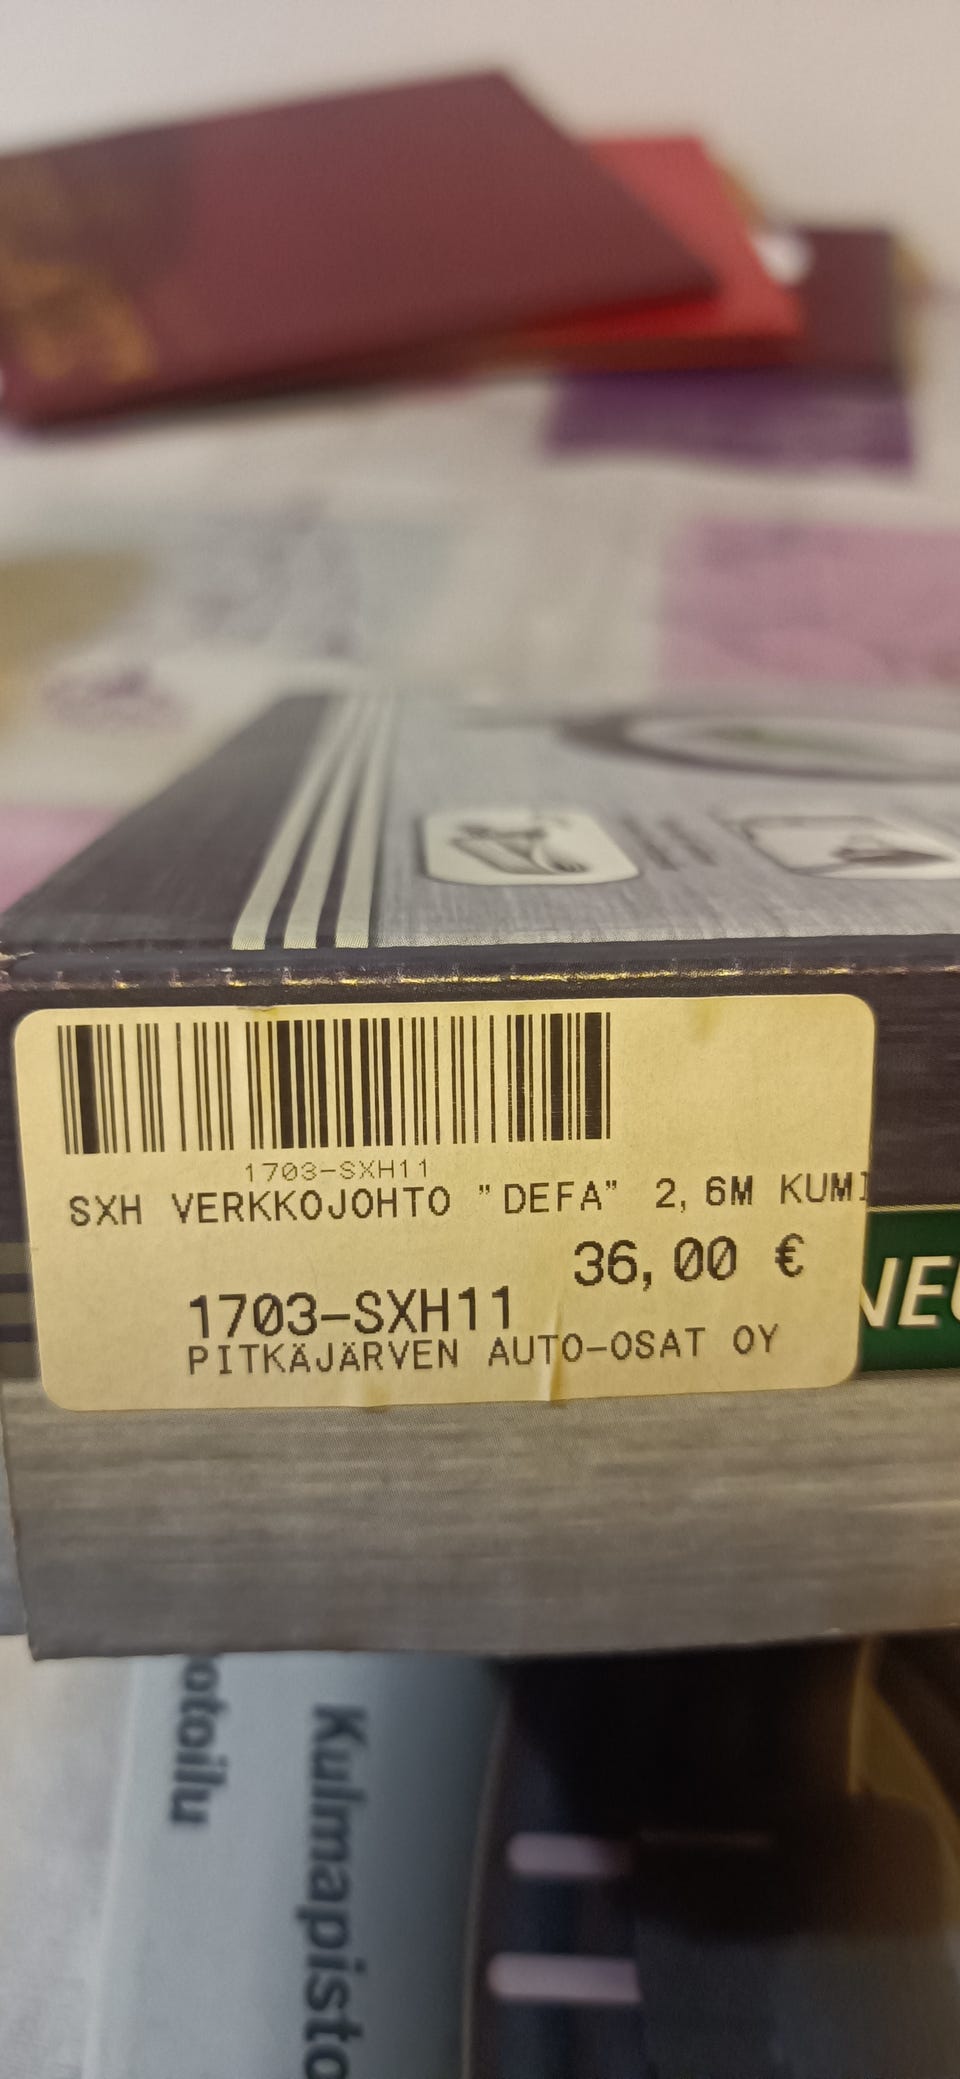 1703-SXH11
SXH VERKKOJOHTO "DEFA" 2,6M KUMI
36,00 €
1703-SXH11
PITKÄJÄRVEN AUTO-OSAT OY
Kulmapisto